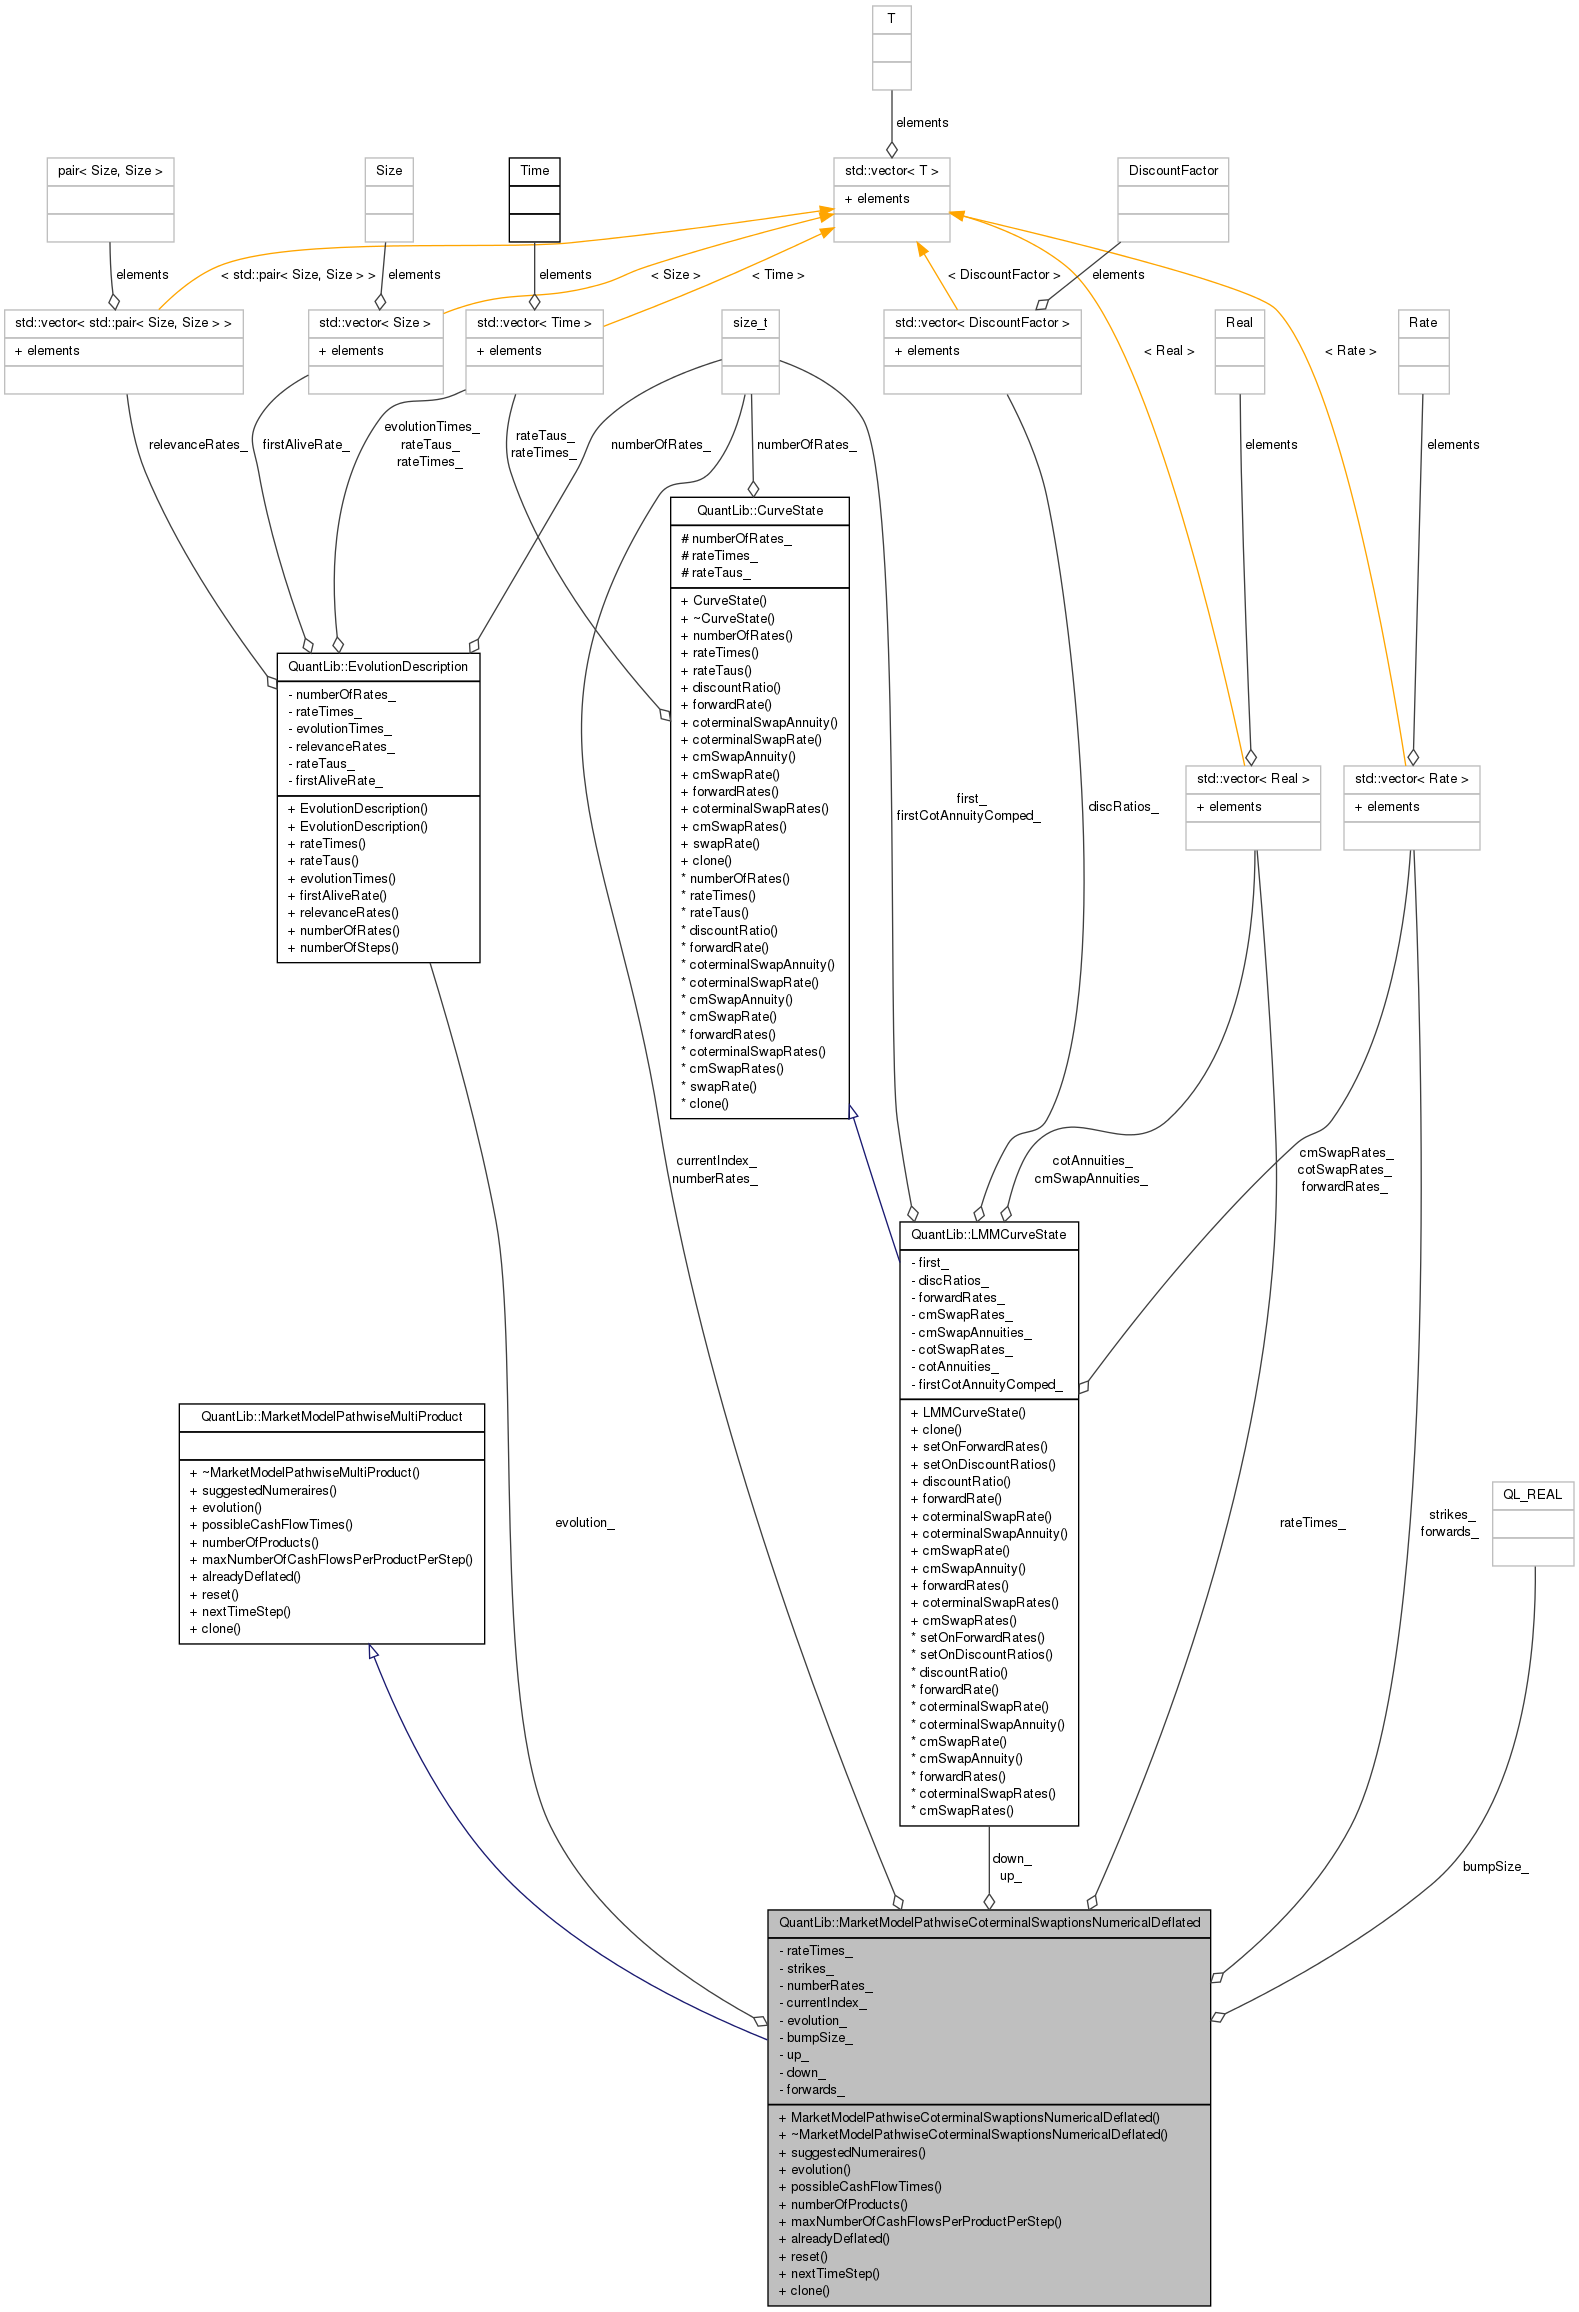 T
elements
pair< Size, Size >
Size
Time
std::vector< T >
+ elements
DiscountFactor
elements
< std::pair< Size, Size > >
elements
elements
< Size >
< Time >
< DiscountFactor >
elements
std::vector< std::pair< Size, Size > >
+ elements
std::vector< Size >
+ elements
std::vector< Time >
+ elements
size_t
std::vector< DiscountFactor >
+ elements
Real
Rate
< Real >
< Rate >
relevanceRates_
firstAliveRate_
evolutionTimes_
rateTaus_
rateTimes_
rateTaus_
rateTimes_
numberOfRates_
numberOfRates_
elements
elements
QuantLib::CurveState
# numberOfRates_
# rateTimes_
# rateTaus_
+ CurveState()
+ ~CurveState()
+ numberOfRates()
+ rateTimes()
+ rateTaus()
+ discountRatio()
+ forwardRate()
+ coterminalSwapAnnuity()
+ coterminalSwapRate()
+ cmSwapAnnuity()
+ cmSwapRate()
+ forwardRates()
+ coterminalSwapRates()
+ cmSwapRates()
+ swapRate()
+ clone()
* numberOfRates()
* rateTimes()
* rateTaus()
* discountRatio()
* forwardRate()
* coterminalSwapAnnuity()
* coterminalSwapRate()
* cmSwapAnnuity()
* cmSwapRate()
* forwardRates()
* coterminalSwapRates()
* cmSwapRates()
* swapRate()
* clone()
QuantLib::EvolutionDescription
- numberOfRates_
- rateTimes_
- evolutionTimes_
- relevanceRates_
- rateTaus_
- firstAliveRate_
+ EvolutionDescription()
+ EvolutionDescription()
+ rateTimes()
+ rateTaus()
+ evolutionTimes()
+ firstAliveRate()
+ relevanceRates()
+ numberOfRates()
+ numberOfSteps()
first_
firstCotAnnuityComped_
discRatios_
std::vector< Real >
+ elements
std::vector< Rate >
+ elements
currentIndex_
numberRates_
cotAnnuities_
cmSwapAnnuities_
cmSwapRates_
cotSwapRates_
forwardRates_
QuantLib::LMMCurveState
- first_
- discRatios_
- forwardRates_
- cmSwapRates_
- cmSwapAnnuities_
- cotSwapRates_
- cotAnnuities_
- firstCotAnnuityComped_
+ LMMCurveState()
+ clone()
+ setOnForwardRates()
+ setOnDiscountRatios()
+ discountRatio()
+ forwardRate()
+ coterminalSwapRate()
+ coterminalSwapAnnuity()
+ cmSwapRate()
+ cmSwapAnnuity()
+ forwardRates()
+ coterminalSwapRates()
+ cmSwapRates()
* setOnForwardRates()
* setOnDiscountRatios()
* discountRatio()
* forwardRate()
* coterminalSwapRate()
* coterminalSwapAnnuity()
* cmSwapRate()
* cmSwapAnnuity()
* forwardRates()
* coterminalSwapRates()
* cmSwapRates()
QuantLib::MarketModelPathwiseMultiProduct
+ ~MarketModelPathwiseMultiProduct()
+ suggestedNumeraires()
+ evolution()
+ possibleCashFlowTimes()
+ numberOfProducts()
+ maxNumberOfCashFlowsPerProductPerStep()
+ alreadyDeflated()
+ reset()
+ nextTimeStep()
+ clone()
evolution_
rateTimes_
strikes_
forwards_
QL_REAL
down_
up_
bumpSize_
QuantLib::MarketModelPathwiseCoterminalSwaptionsNumericalDeflated
- rateTimes_
- strikes_
- numberRates_
- currentIndex_
- evolution_
- bumpSize_
- up_
- down_
- forwards_
+ MarketModelPathwiseCoterminalSwaptionsNumericalDeflated()
+ ~MarketModelPathwiseCoterminalSwaptionsNumericalDeflated()
+ suggestedNumeraires()
+ evolution()
+ possibleCashFlowTimes()
+ numberOfProducts()
+ maxNumberOfCashFlowsPerProductPerStep()
+ alreadyDeflated()
+ reset()
+ nextTimeStep()
+ clone()